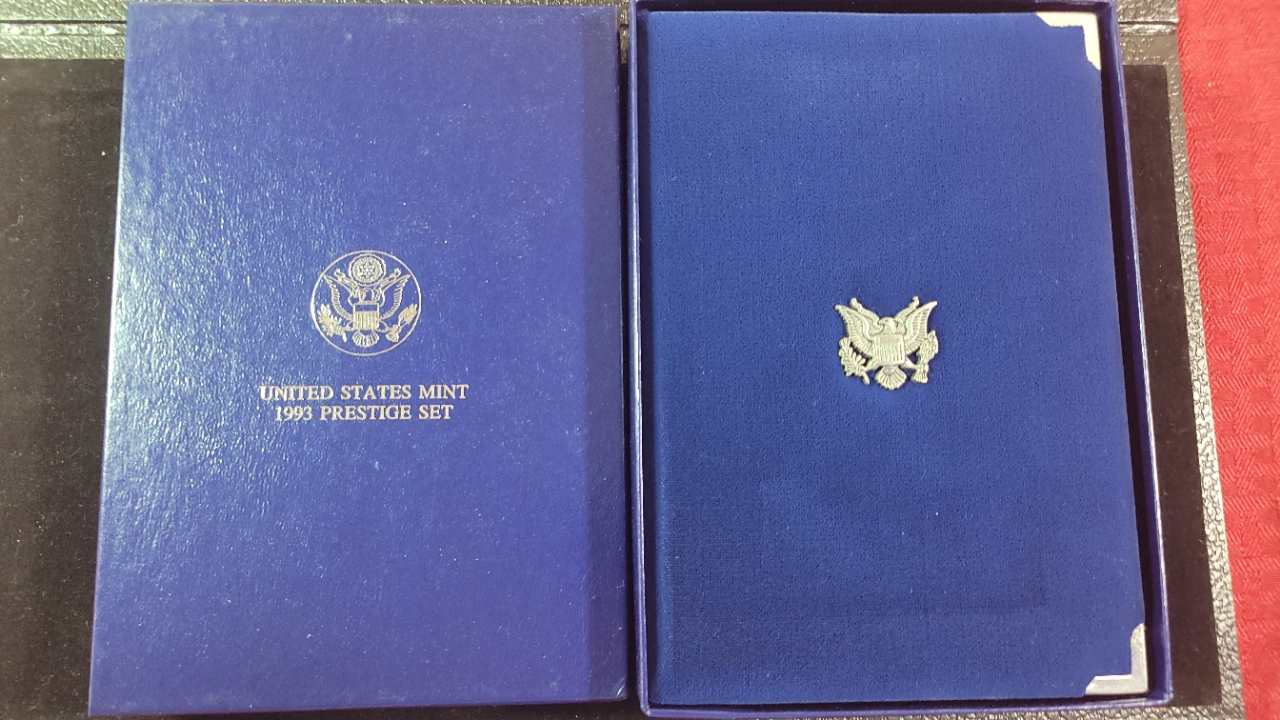 UNITED STATES MINT
1993 PRESTIGE SET